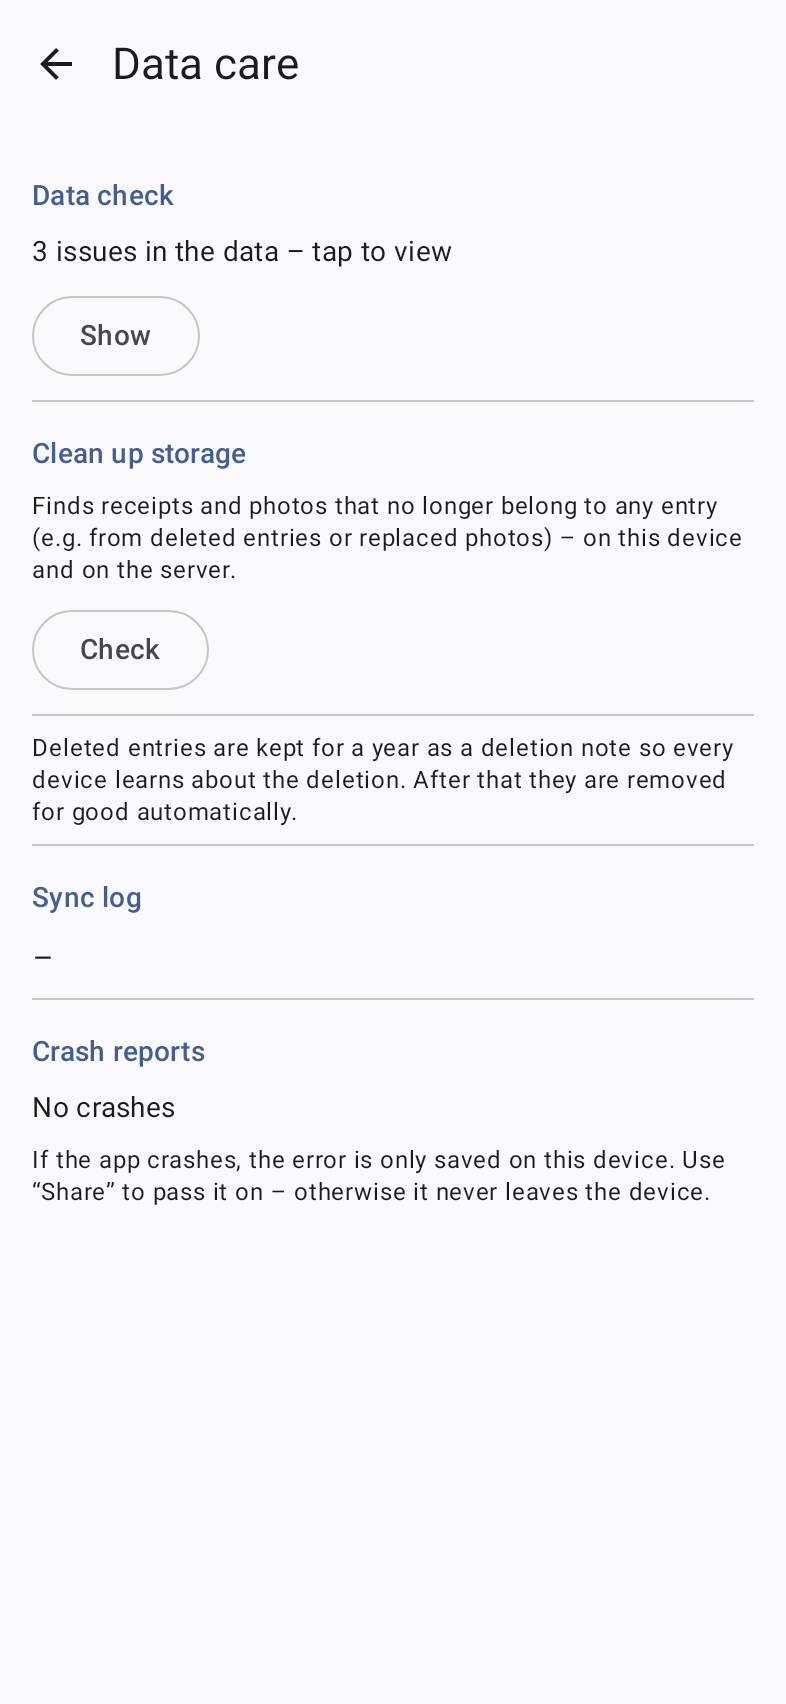 Data care
Data check
3 issues in the data – tap to view
Show
Clean up storage
Finds receipts and photos that no longer belong to any entry
(e.g. from deleted entries or replaced photos) – on this device
and on the server.
Check
Deleted entries are kept for a year as a deletion note so every
device learns about the deletion. After that they are removed
for good automatically.
Sync log
–
Crash reports
No crashes
If the app crashes, the error is only saved on this device. Use
“Share” to pass it on – otherwise it never leaves the device.